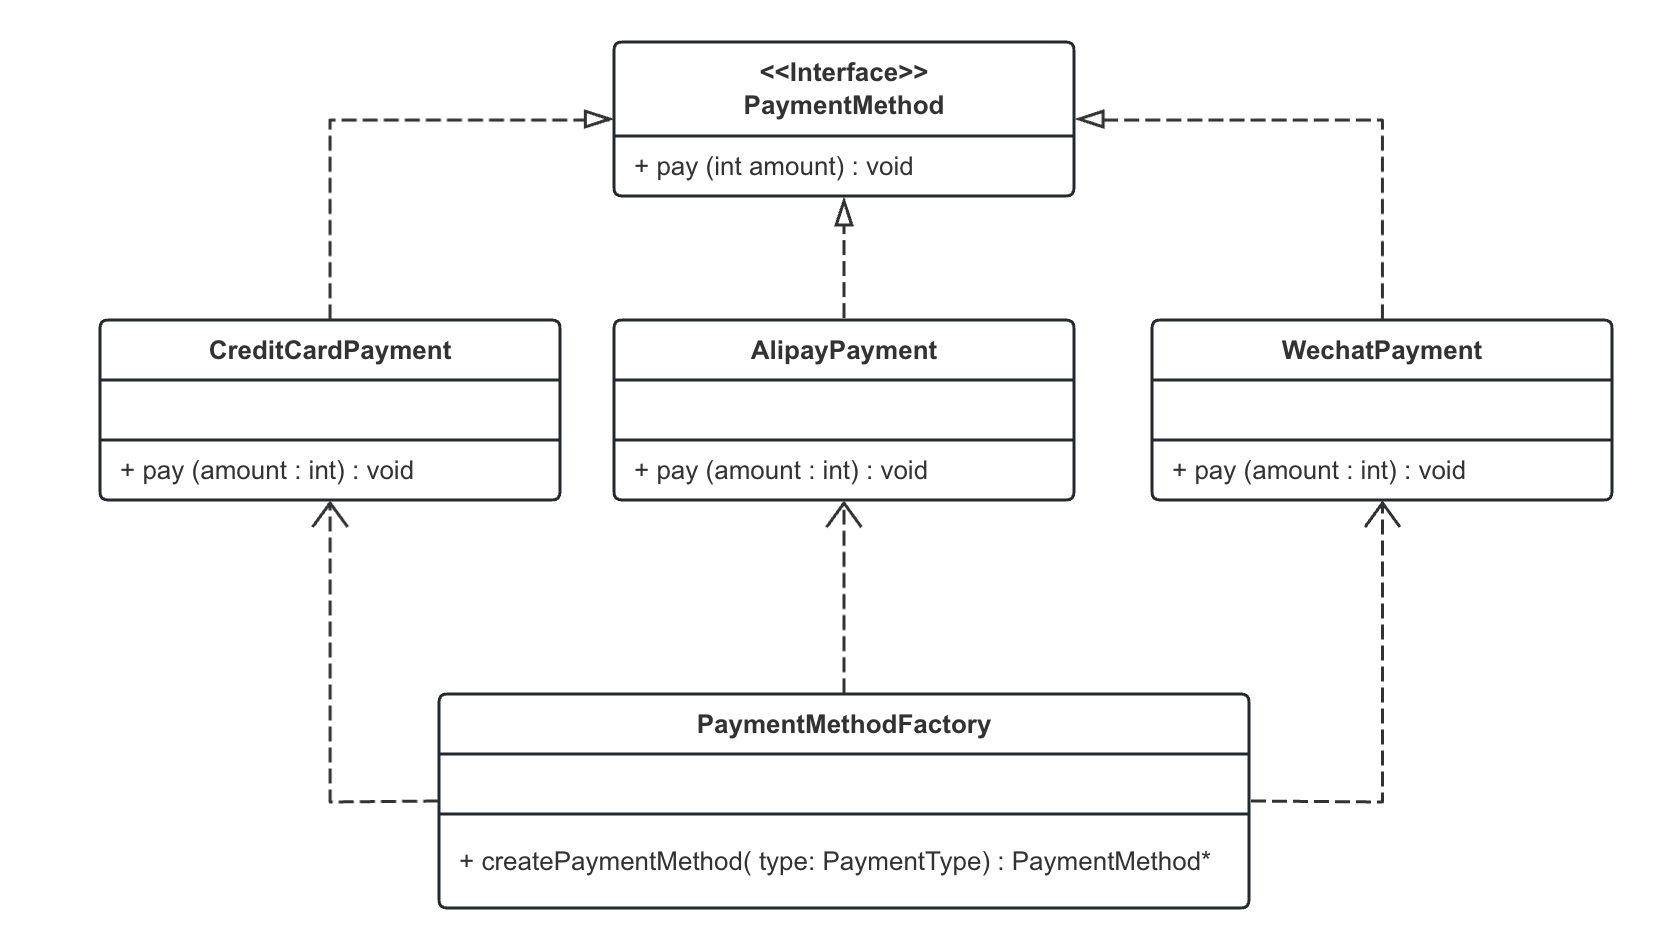 <<Interface>>
PaymentMethod
+ pay (int amount) : void
CreditCardPayment
+ pay (amount : int) : void
AlipayPayment
+ pay (amount : int) : void
WechatPayment
+ pay (amount : int) : void
PaymentMethodFactory
+ createPaymentMethod( type: PaymentType) : PaymentMethod*